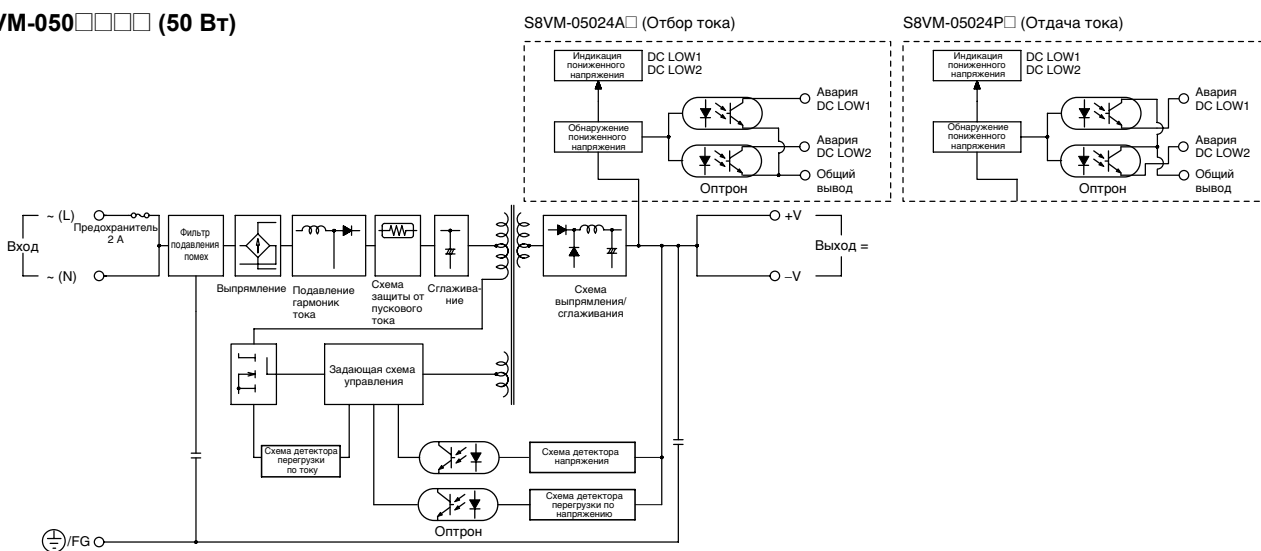 VM-050□□□□ (50 Вт)
S8VM-05024A□ (Отбор тока)
S8VM-05024P□ (Отдача тока)
Индикация
пониженного
напряжения
DC LOW1
DC LOW2
Обнаружение
пониженного
напряжения
Авария
DC LOW1
Авария
DC LOW2
Общий
вывод
Оптрон
Индикация
пониженного
напряжения
DC LOW1
DC LOW2
Обнаружение
пониженного
напряжения
Авария
DC LOW1
Авария
DC LOW2
Общий
вывод
Оптрон
Вход
~ (L)
Предохранитель
2 А
~ (N)
Фильтр
подавления
помех
Выпрямление
Подавление
гармоник
тока
Схема
защиты от
пускового
тока
Сглажива-
ние
Схема
выпрямления/
сглаживания
+V
Выход =
–V
Задающая схема
управления
Схема детектора
перегрузки
по току
Схема детектора
напряжения
Схема детектора
перегрузки по
напряжению
Оптрон
/FG